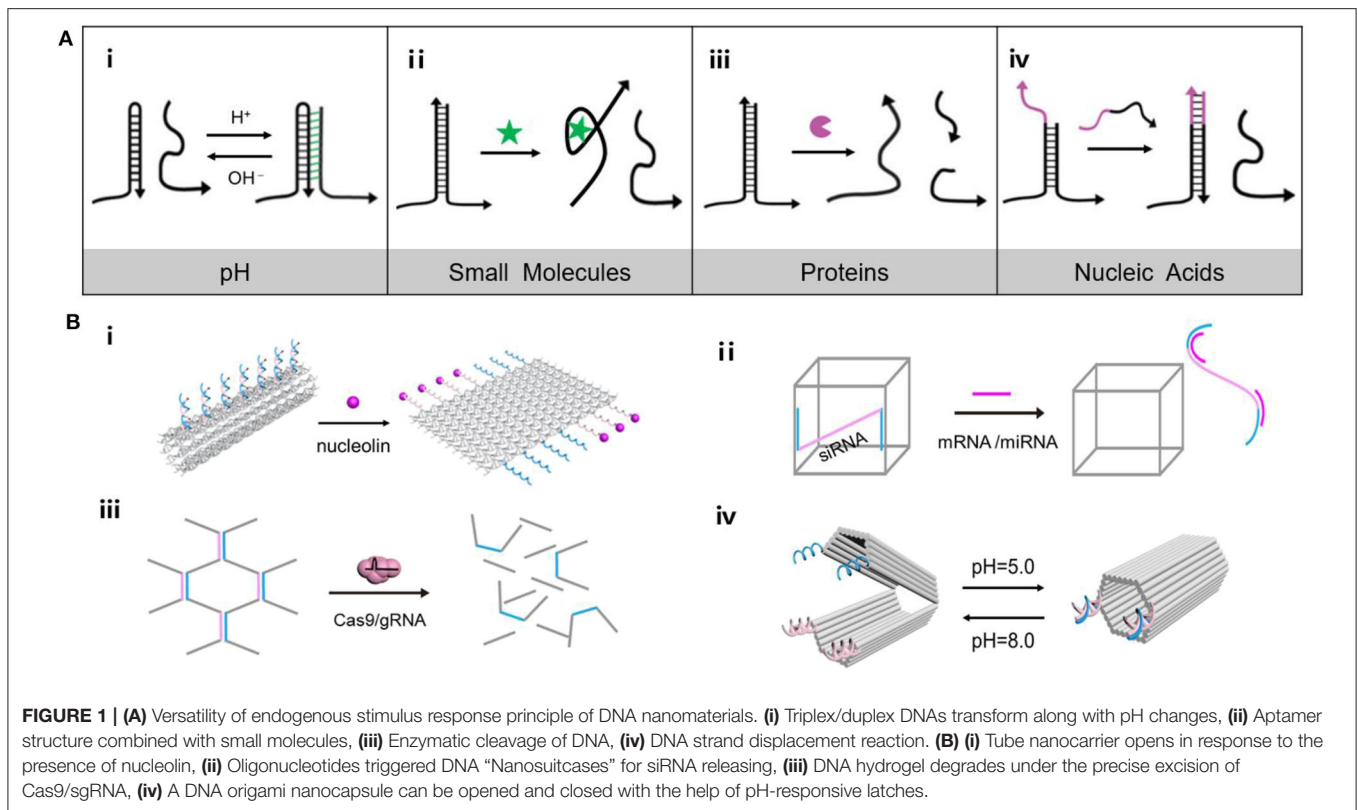 A
i
ii
iii
iv
H⁺
OH⁻
pH
Small Molecules
Proteins
Nucleic Acids
B
i
nucleolin
ii
siRNA
mRNA /miRNA
iii
Cas9/gRNA
iv
pH=5.0
pH=8.0
FIGURE 1 | (A) Versatility of endogenous stimulus response principle of DNA nanomaterials. (i) Triplex/duplex DNAs transform along with pH changes, (ii) Aptamer
structure combined with small molecules, (iii) Enzymatic cleavage of DNA, (iv) DNA strand displacement reaction. (B) (i) Tube nanocarrier opens in response to the
presence of nucleolin, (ii) Oligonucleotides triggered DNA “Nanosuitcases” for siRNA releasing, (iii) DNA hydrogel degrades under the precise excision of
Cas9/sgRNA, (iv) A DNA origami nanocapsule can be opened and closed with the help of pH-responsive latches.